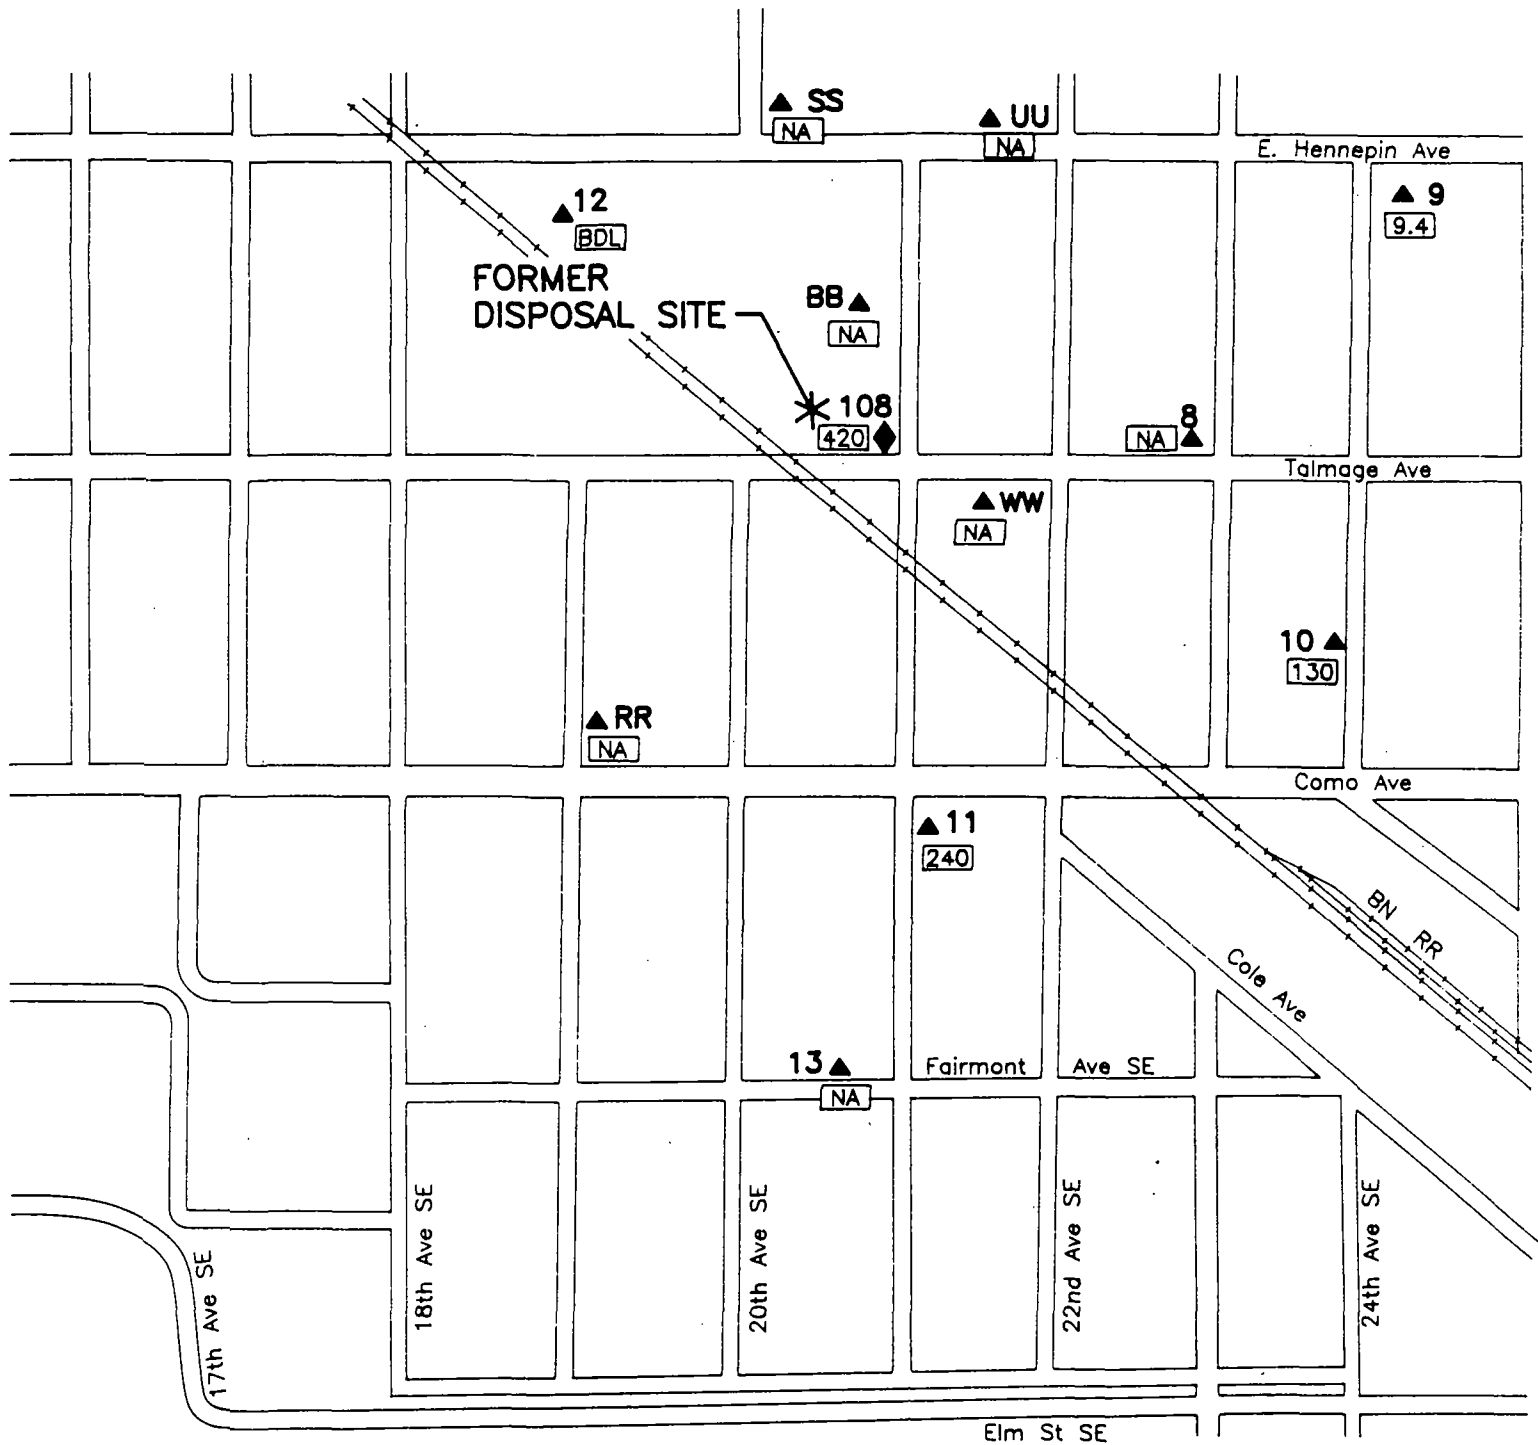 SS
NA
UU
NA
E. Hennepin Ave
12
BDL
9
9.4
FORMER
DISPOSAL SITE
BB
NA
108
420
8
NA
Talmage Ave
WW
NA
10
130
RR
NA
Como Ave
11
240
BN RR
Cole Ave
13
NA
Fairmont Ave SE
17th Ave SE
18th Ave SE
20th Ave SE
22nd Ave SE
24th Ave SE
Elm St SE